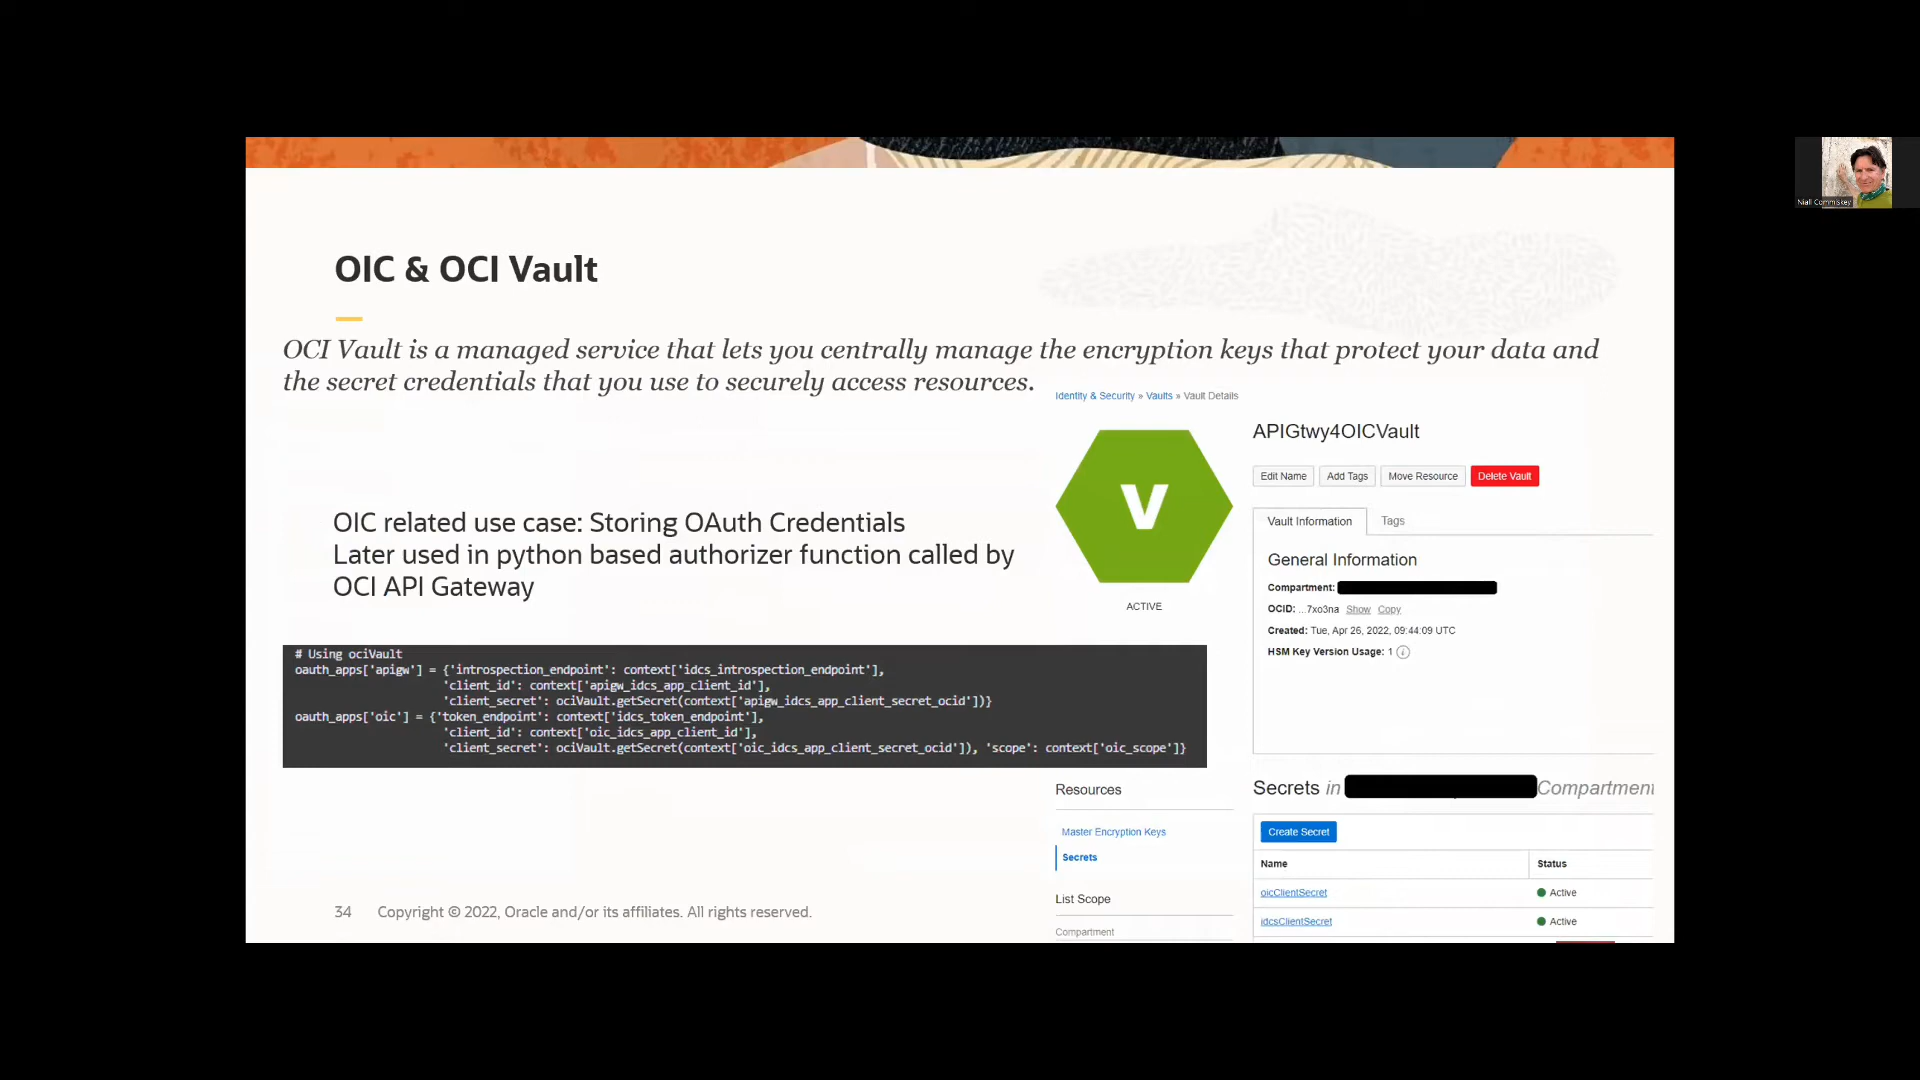 OIC & OCI Vault
OCI Vault is a managed service that lets you centrally manage the encryption keys that protect your data and
the secret credentials that you use to securely access resources.
OIC related use case: Storing OAuth Credentials
Later used in python based authorizer function called by
OCI API Gateway
# Using ociVault
oauth_apps['apigw'] = {'introspection_endpoint': context['idcs_introspection_endpoint'],
'client_id': context['apigw_idcs_app_client_id'],
'client_secret': ociVault.getSecret(context['apigw_idcs_app_client_secret_ocid'])}
oauth_apps['oic'] = {'token_endpoint': context['idcs_token_endpoint'],
'client_id': context['oic_idcs_app_client_id'],
'client_secret': ociVault.getSecret(context['oic_idcs_app_client_secret_ocid']), 'scope': context['oic_scope']}
Identity & Security » Vaults » Vault Details
V
ACTIVE
APIGtwy4OICVault
Edit Name Add Tags Move Resource Delete Vault
Vault Information Tags
General Information
Compartment:
OCID: ...7xo3na Show Copy
Created: Tue, Apr 26, 2022, 09:44:09 UTC
HSM Key Version Usage: 1
Resources
Master Encryption Keys
Secrets
List Scope
Compartment
Secrets in Compartment
Create Secret
Name Status
oicClientSecret Active
idcsClientSecret Active
34 Copyright © 2022, Oracle and/or its affiliates. All rights reserved.
Niall Commiskey